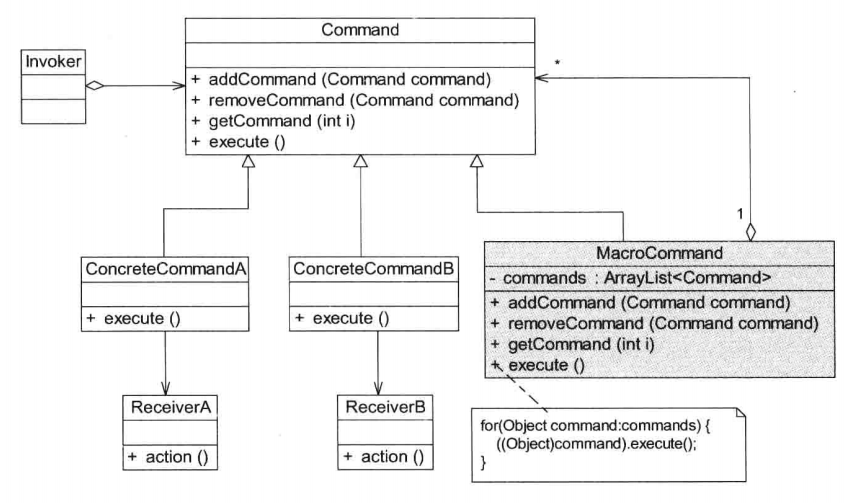 Command
Invoker
+ addCommand (Command command)
+ removeCommand (Command command)
+ getCommand (int i)
+ execute ()
*
1
ConcreteCommandA
+ execute ()
ConcreteCommandB
+ execute ()
MacroCommand
- commands : ArrayList<Command>
+ addCommand (Command command)
+ removeCommand (Command command)
+ getCommand (int i)
+ execute ()
ReceiverA
+ action ()
ReceiverB
+ action ()
for(Object command:commands) {
((Object)command).execute();
}